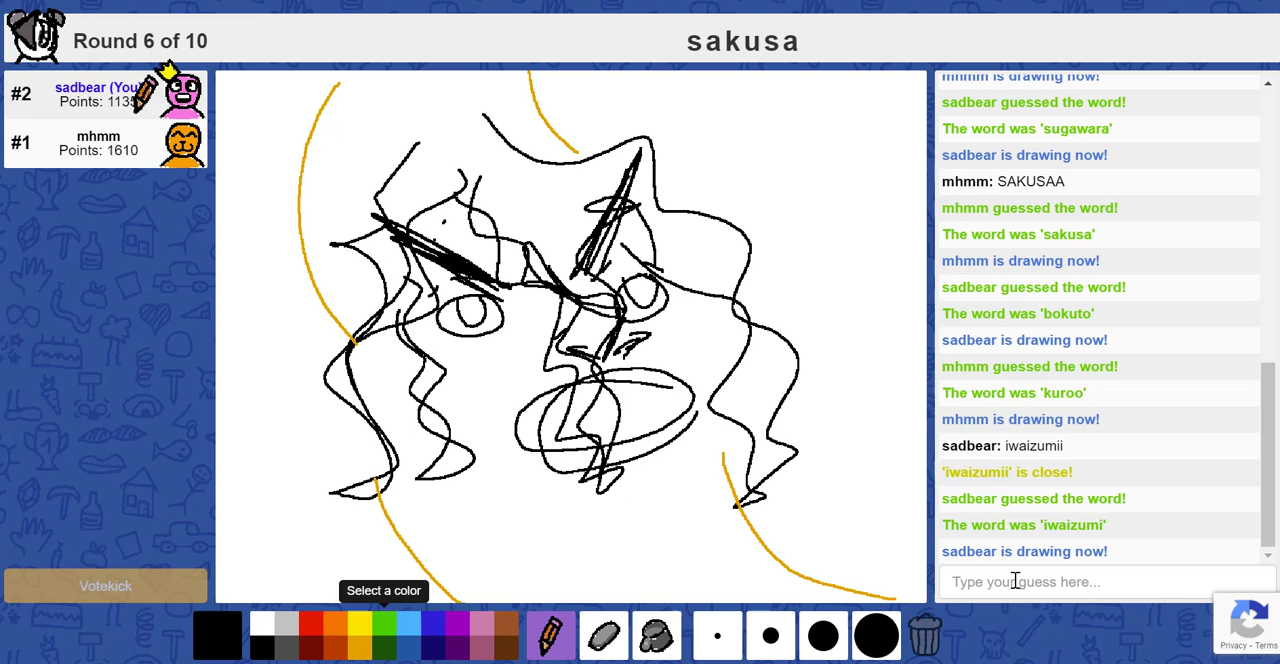 Round 6 of 10
sakusa
#2
sadbear (You)
Points: 1135
#1
mhmm
Points: 1610
Votekick
Select a color
mhmm is drawing now!
sadbear guessed the word!
The word was 'sugawara'
sadbear is drawing now!
mhmm: SAKUSAA
mhmm guessed the word!
The word was 'sakusa'
mhmm is drawing now!
sadbear guessed the word!
The word was 'bokuto'
sadbear is drawing now!
mhmm guessed the word!
The word was 'kuroo'
mhmm is drawing now!
sadbear: iwaizumii
'iwaizumii' is close!
sadbear guessed the word!
The word was 'iwaizumi'
sadbear is drawing now!
Type your guess here...
Privacy - Terms